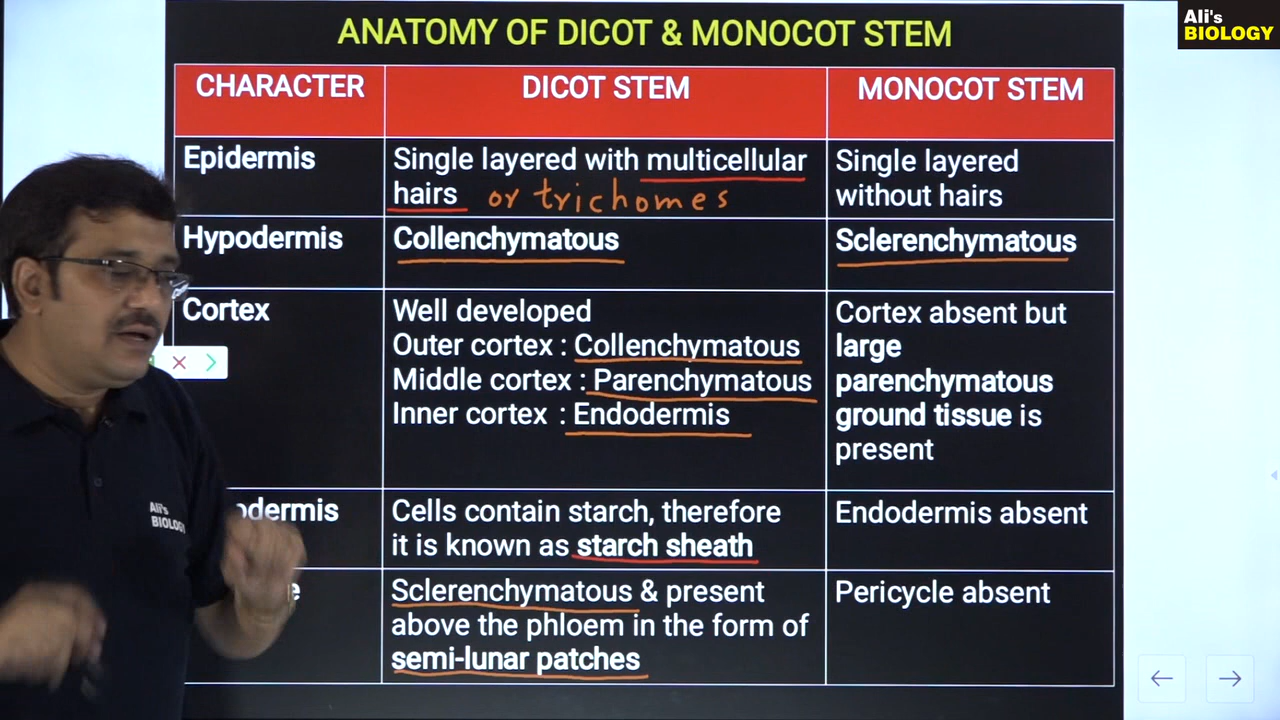 Ali's
BIOLOGY
ANATOMY OF DICOT & MONOCOT STEM
CHARACTER
DICOT STEM
MONOCOT STEM
Epidermis
Single layered with multicellular
hairs or trichomes
Single layered
without hairs
Hypodermis
Collenchymatous
Sclerenchymatous
Cortex
Well developed
Outer cortex : Collenchymatous
Middle cortex : Parenchymatous
Inner cortex : Endodermis
Cortex absent but
large
parenchymatous
ground tissue is
present
odermis
Cells contain starch, therefore
it is known as starch sheath
Endodermis absent
e
Sclerenchymatous & present
above the phloem in the form of
semi-lunar patches
Pericycle absent
Ali's
BIOLOGY